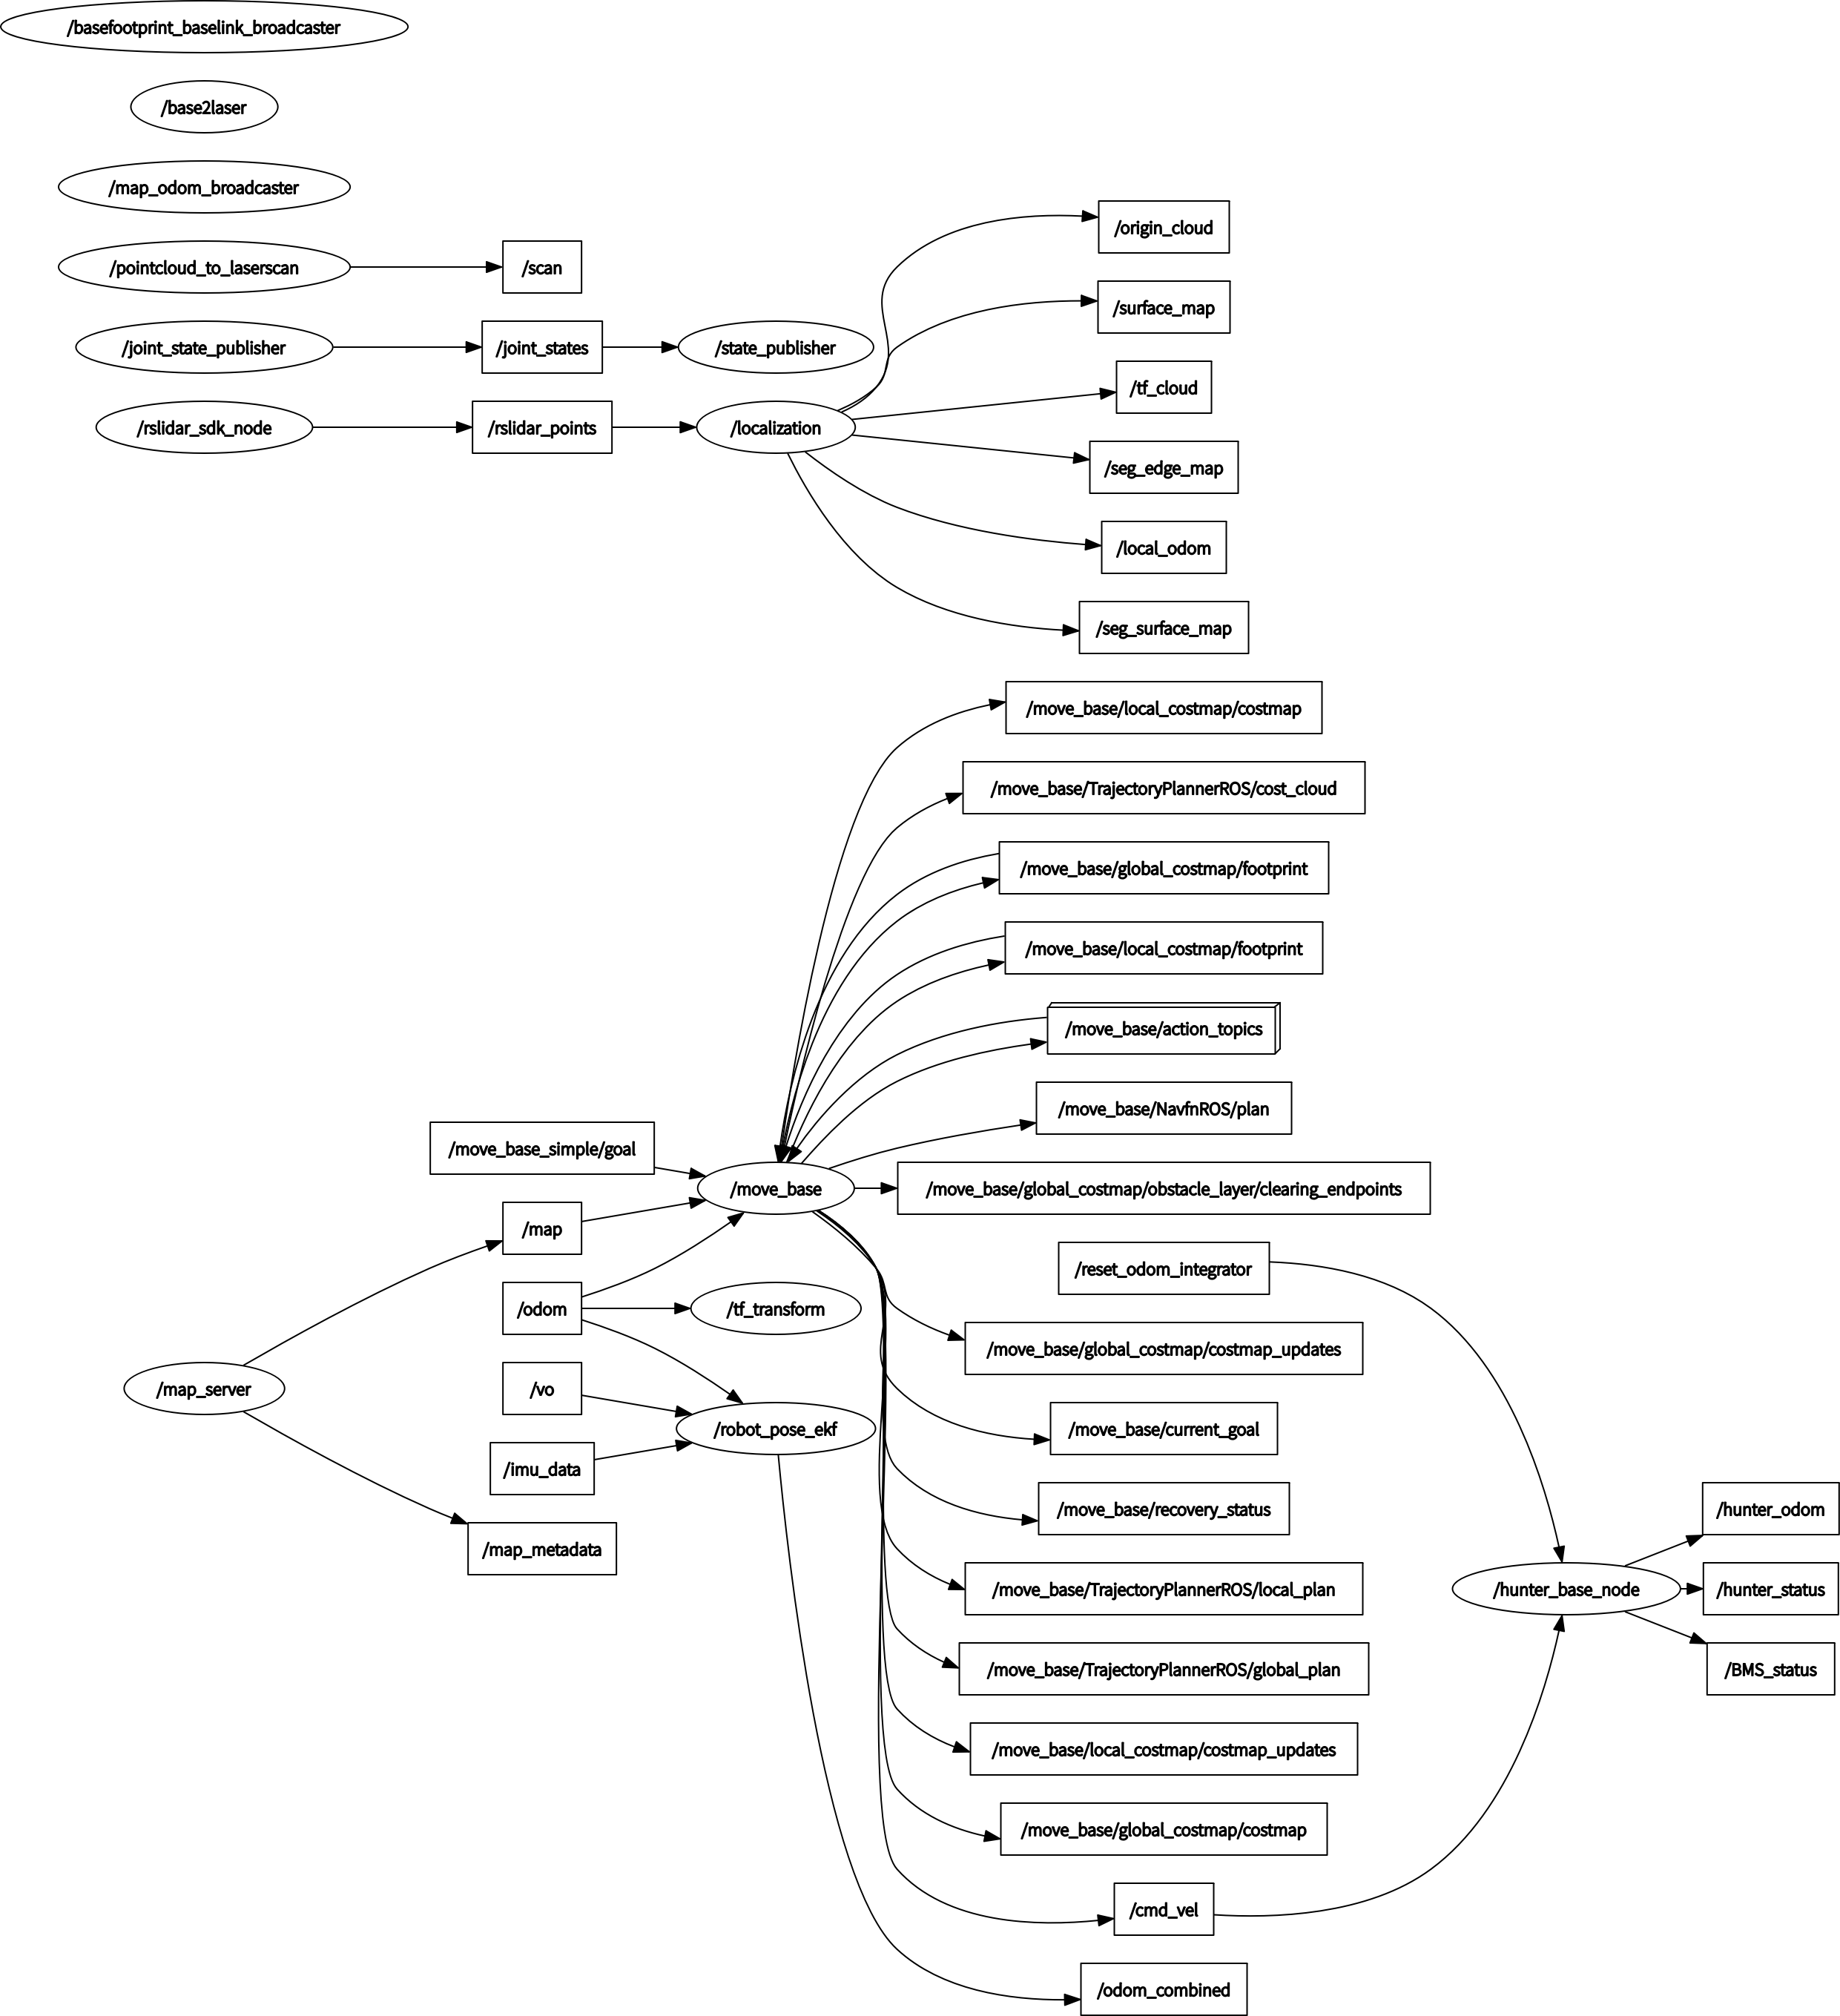 /basefootprint_baselink_broadcaster
/base2laser
/map_odom_broadcaster
/pointcloud_to_laserscan
/scan
/joint_state_publisher
/joint_states
/state_publisher
/rslidar_sdk_node
/rslidar_points
/localization
/origin_cloud
/surface_map
/tf_cloud
/seg_edge_map
/local_odom
/seg_surface_map
/move_base/local_costmap/costmap
/move_base/TrajectoryPlannerROS/cost_cloud
/move_base/global_costmap/footprint
/move_base/local_costmap/footprint
/move_base/action_topics
/move_base/NavfnROS/plan
/move_base_simple/goal
/move_base
/move_base/global_costmap/obstacle_layer/clearing_endpoints
/map
/reset_odom_integrator
/odom
/tf_transform
/move_base/global_costmap/costmap_updates
/map_server
/vo
/robot_pose_ekf
/move_base/current_goal
/imu_data
/move_base/recovery_status
/hunter_odom
/map_metadata
/move_base/TrajectoryPlannerROS/local_plan
/hunter_base_node
/hunter_status
/move_base/TrajectoryPlannerROS/global_plan
/BMS_status
/move_base/local_costmap/costmap_updates
/move_base/global_costmap/costmap
/cmd_vel
/odom_combined